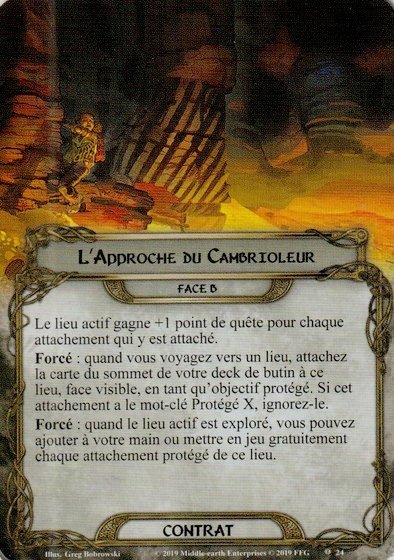 L'Approche du Cambrioleur
FACE B
Le lieu actif gagne +1 point de quête pour chaque
attachement qui y est attaché.
Forcé : quand vous voyagez vers un lieu, attachez
la carte du sommet de votre deck de butin à ce
lieu, face visible, en tant qu'objectif protégé. Si cet
attachement a le mot-clé Protégé X, ignorez-le.
Forcé : quand le lieu actif est exploré, vous pouvez
ajouter à votre main ou mettre en jeu gratuitement
chaque attachement protégé de ce lieu.
Illus. Greg Bobrowski © 2019 Middle-earth Enterprises © 2019 FFG 24
CONTRAT